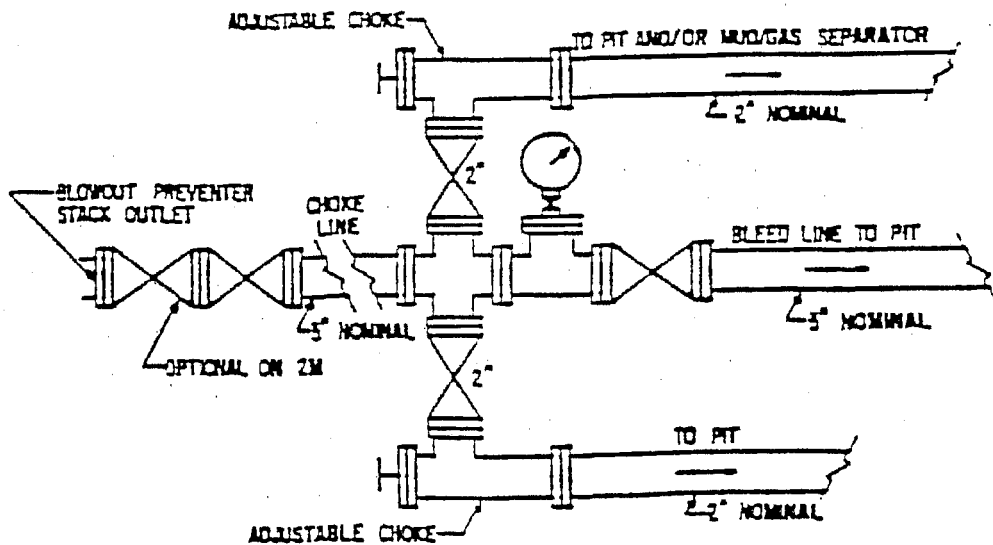 ADJUSTABLE CHOKE
TO PIT AND/OR MUD/GAS SEPARATOR
2" NOMINAL
2"
BLOWOUT PREVENTER
STACK OUTLET
CHOKE
LINE
BLEED LINE TO PIT
3" NOMINAL
3" NOMINAL
OPTIONAL ON 2M
2"
TO PIT
2" NOMINAL
ADJUSTABLE CHOKE